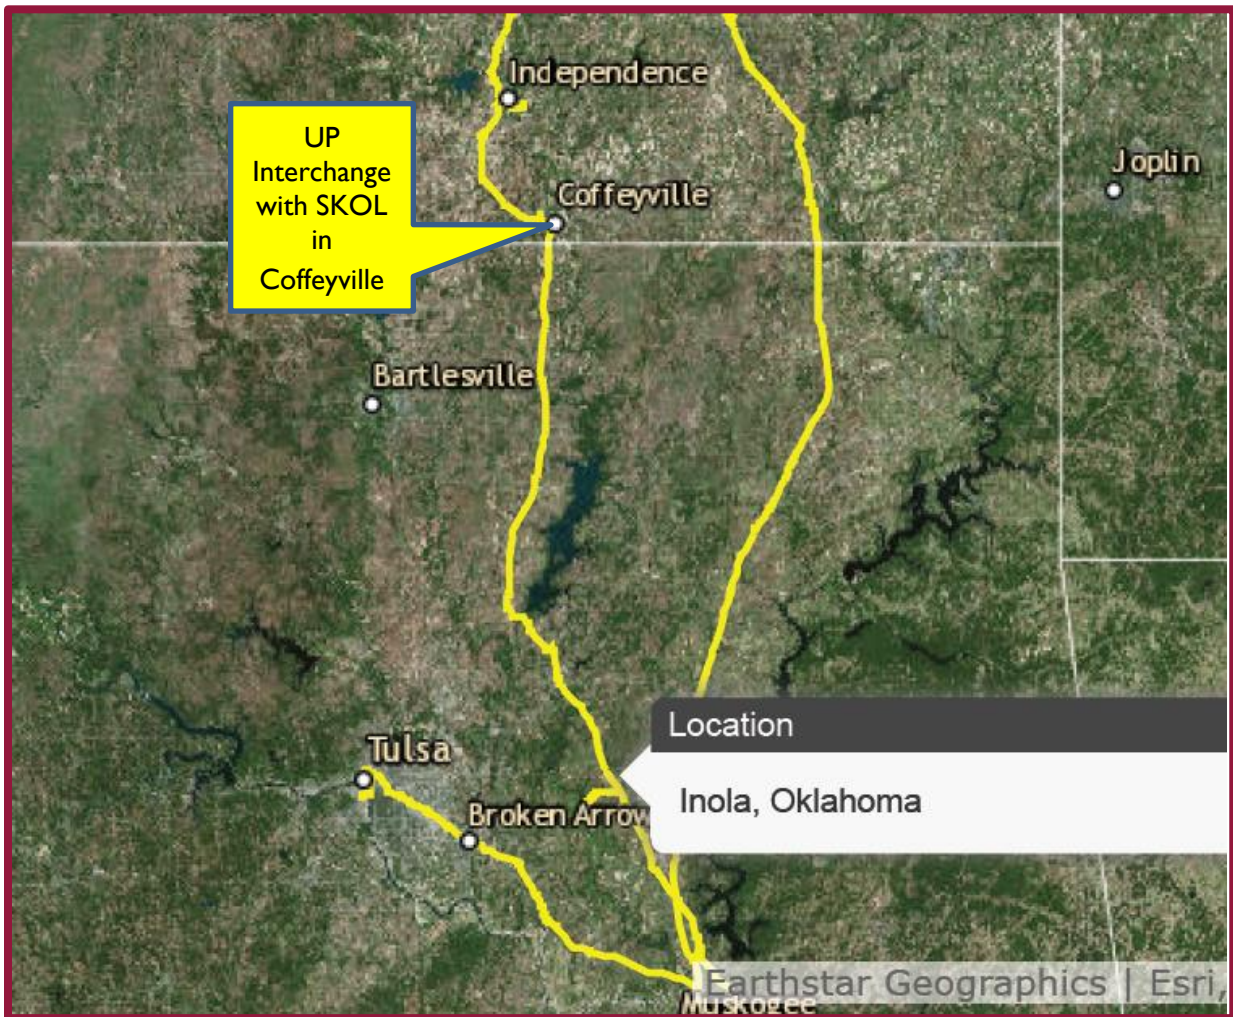 Independence
UP
Interchange
with SKOL
in
Coffeyville
Joplin
Coffeyville
Bartlesville
Location
Inola, Oklahoma
Tulsa
Broken Arrow
Earthstar Geographics | Esri,
Muskogee